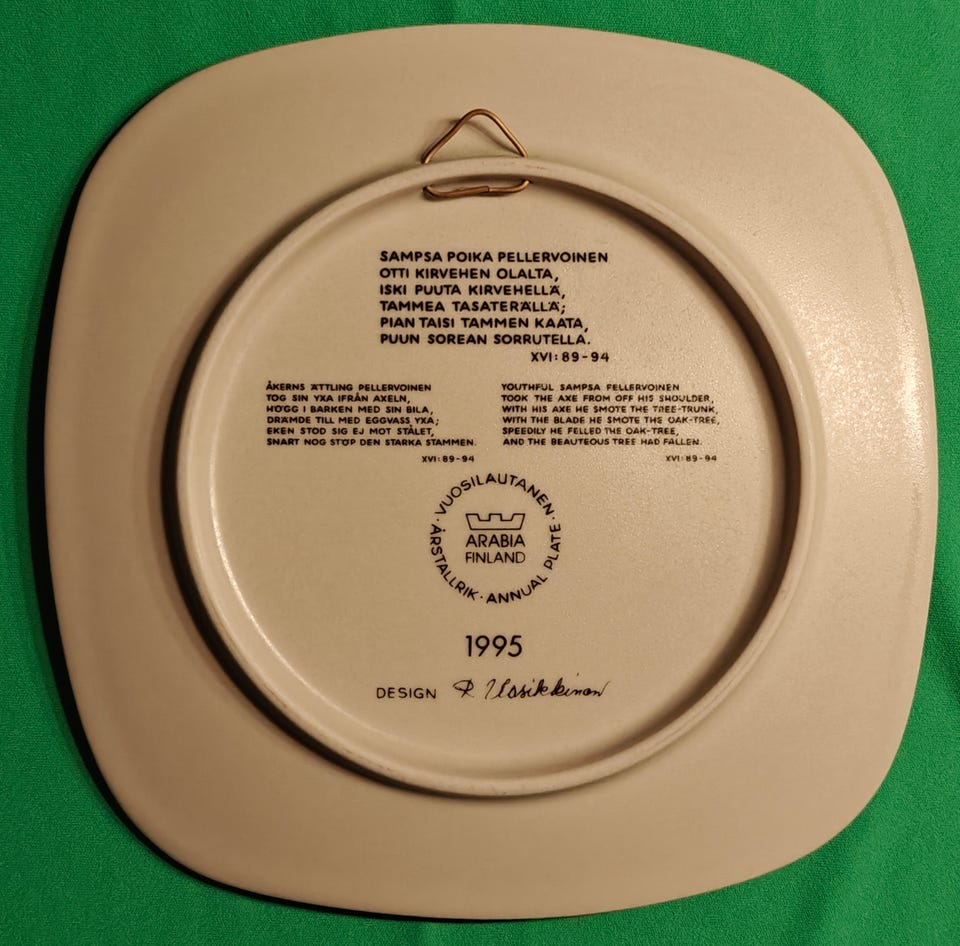 SAMPSA POIKA PELLERVOINEN
OTTI KIRVEHEN OLALTA,
ISKI PUUTA KIRVEHELLÄ,
TAMMEA TASATERÄLLÄ;
PIAN TAISI TAMMEN KAATA,
PUUN SOREAN SORRUTELLA.
XVI: 89-94
ÅKERNS ÄTTLING PELLERVOINEN
TOG SIN YXA IFRÅN AXELN,
HÖGG I BARKEN MED SIN BILA,
DRÄMDE TILL MED EGGVASS YXA;
EKEN STOD SIG EJ MOT STÅLET,
SNART NOG STÖP DEN STARKA STAMMEN.
XVI: 89-94
YOUTHFUL SAMPSA PELLERVOINEN
TOOK THE AXE FROM OFF HIS SHOULDER,
WITH HIS AXE HE SMOTE THE TREE-TRUNK,
WITH THE BLADE HE SMOTE THE OAK-TREE,
SPEEDILY HE FELLED THE OAK-TREE,
AND THE BEAUTEOUS TREE HAD FALLEN.
XVI: 89-94
· VUOSILAUTANEN · ANNUAL PLATE · ÅRSTALLRIK
ARABIA
FINLAND
1995
DESIGN R Uosikkinen